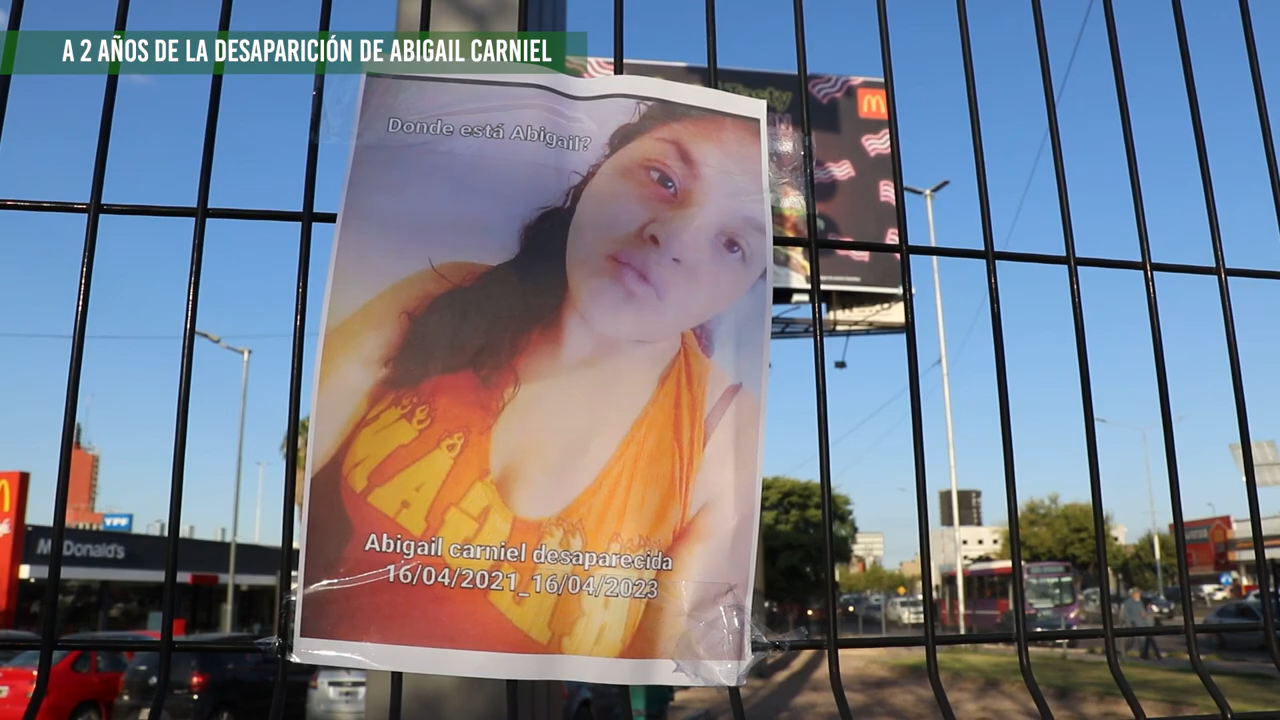 A 2 AÑOS DE LA DESAPARICIÓN DE ABIGAIL CARNIEL
Donde está Abigail?
Abigail carniel desaparecida
16/04/2021_16/04/2023
Tasty
McDonald's
YPF